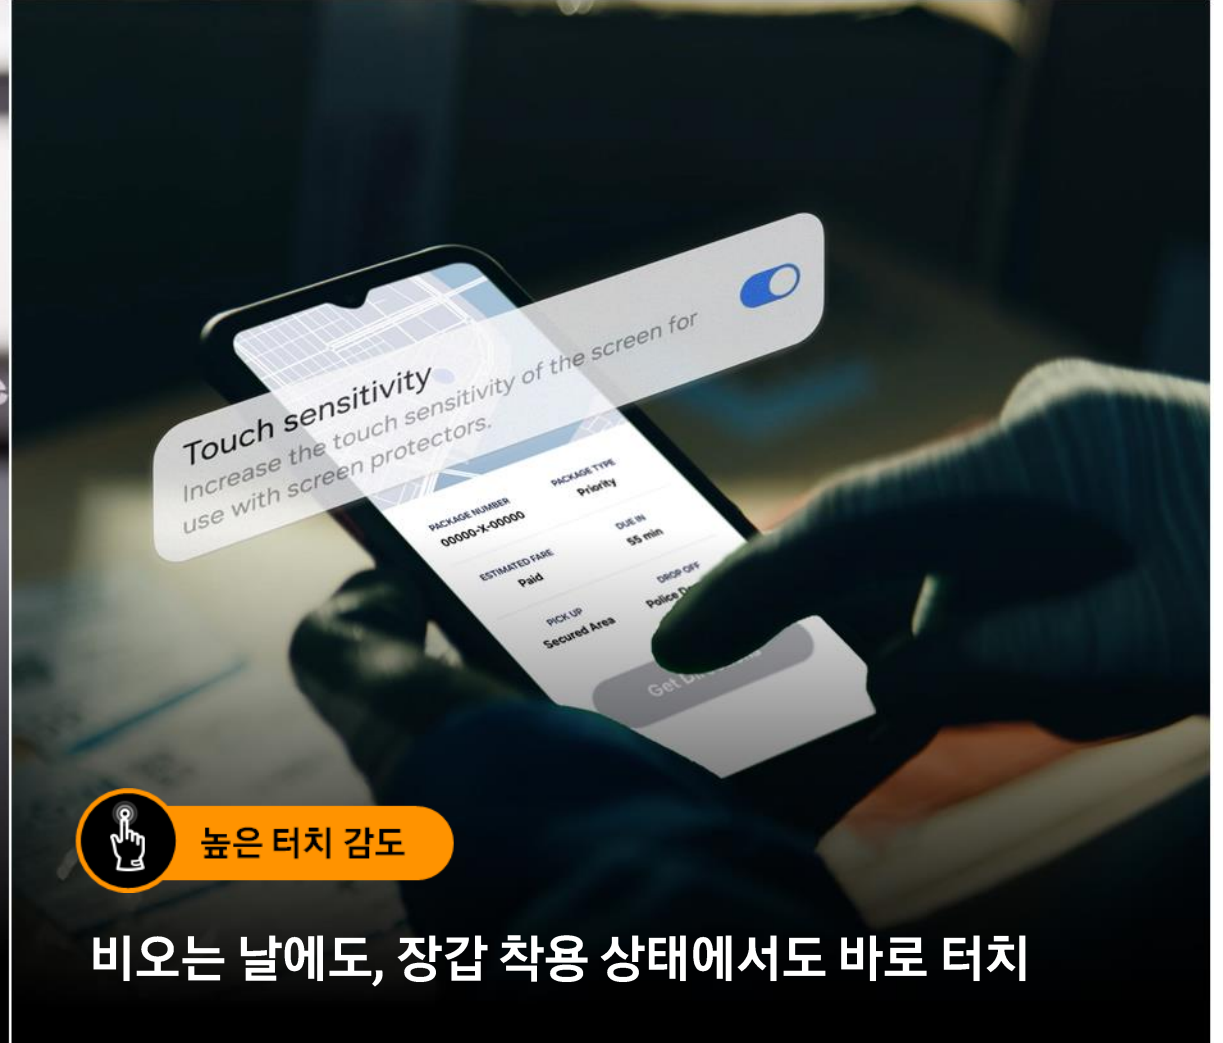 Touch sensitivity
Increase the touch sensitivity of the screen for
use with screen protectors.
PACKAGE NUMBER
00000-X-00000
PACKAGE TYPE
Priority
ESTIMATED FARE
Paid
DUE IN
55 min
PICK UP
Secured Area
DROP OFF
Police
Get
높은 터치 감도
비오는 날에도, 장갑 착용 상태에서도 바로 터치